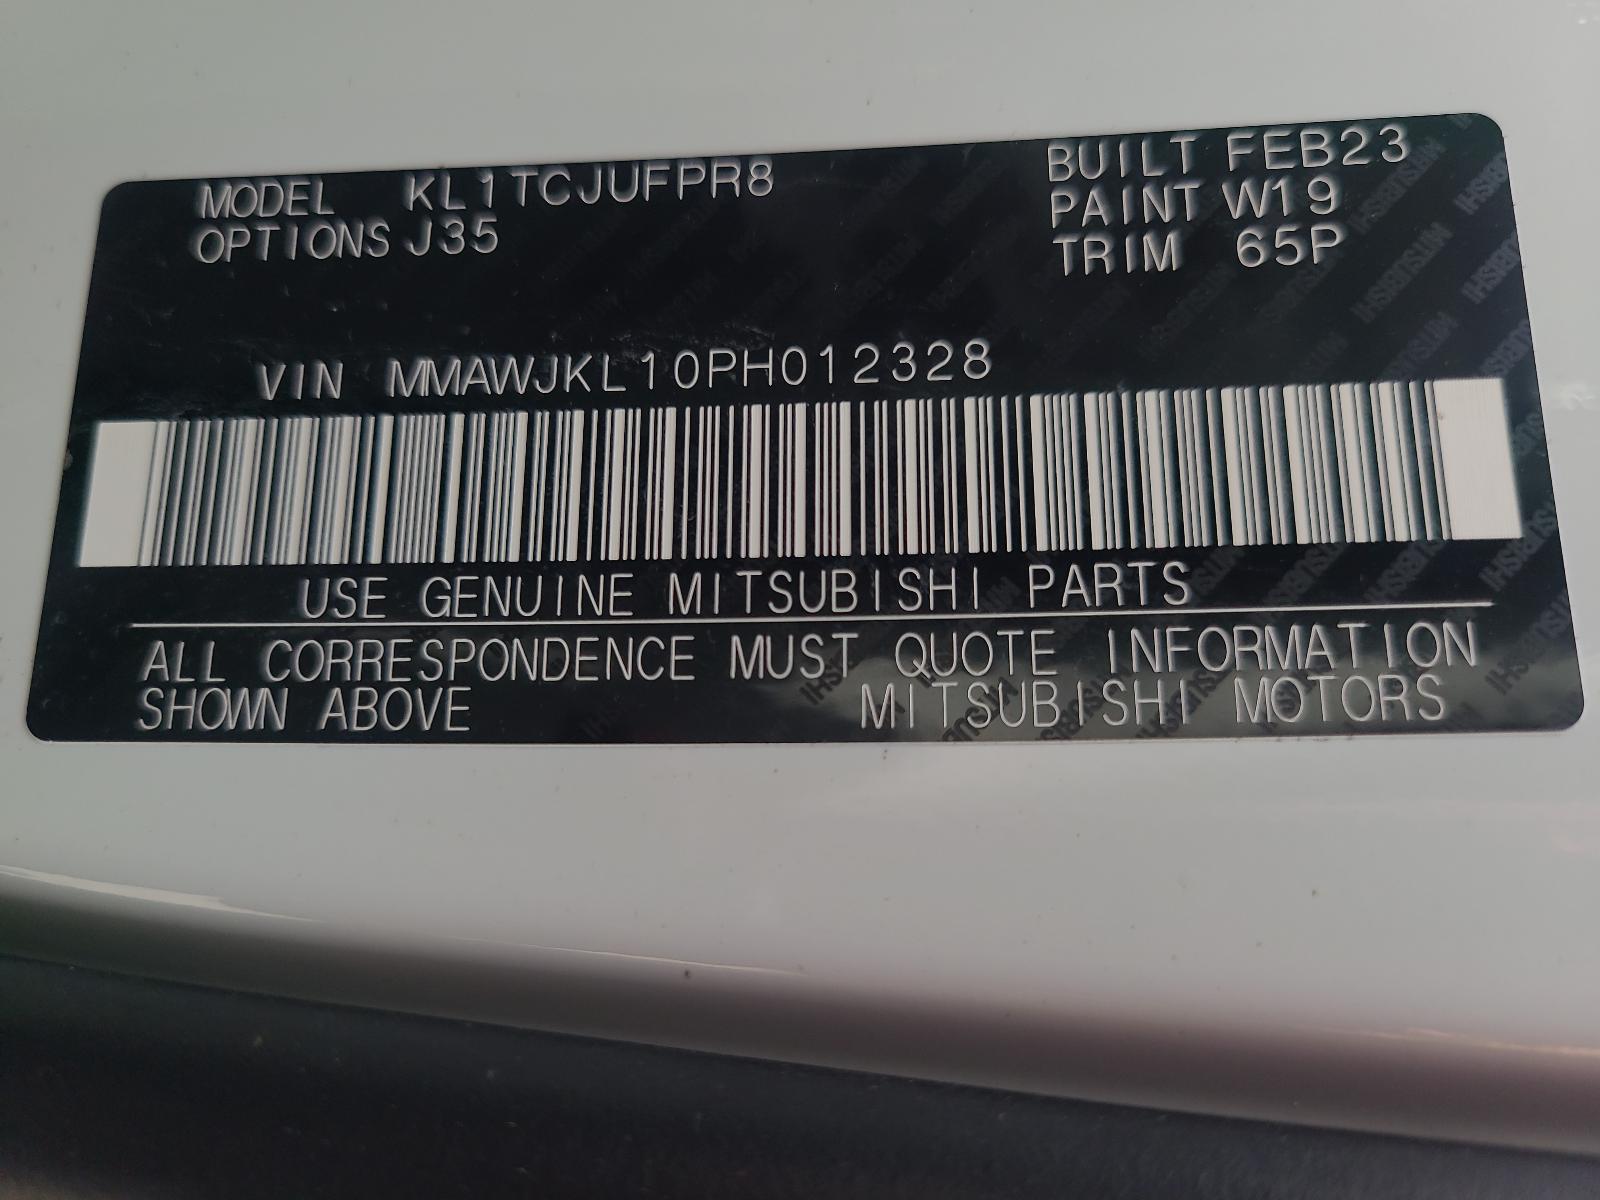 MODEL KL1TCJUFPR8
OPTIONS J35
BUILT FEB23
PAINT W19
TRIM 65P
VIN MMAWJKL10PH012328
USE GENUINE MITSUBISHI PARTS
ALL CORRESPONDENCE MUST QUOTE INFORMATION
SHOWN ABOVE MITSUBISHI MOTORS